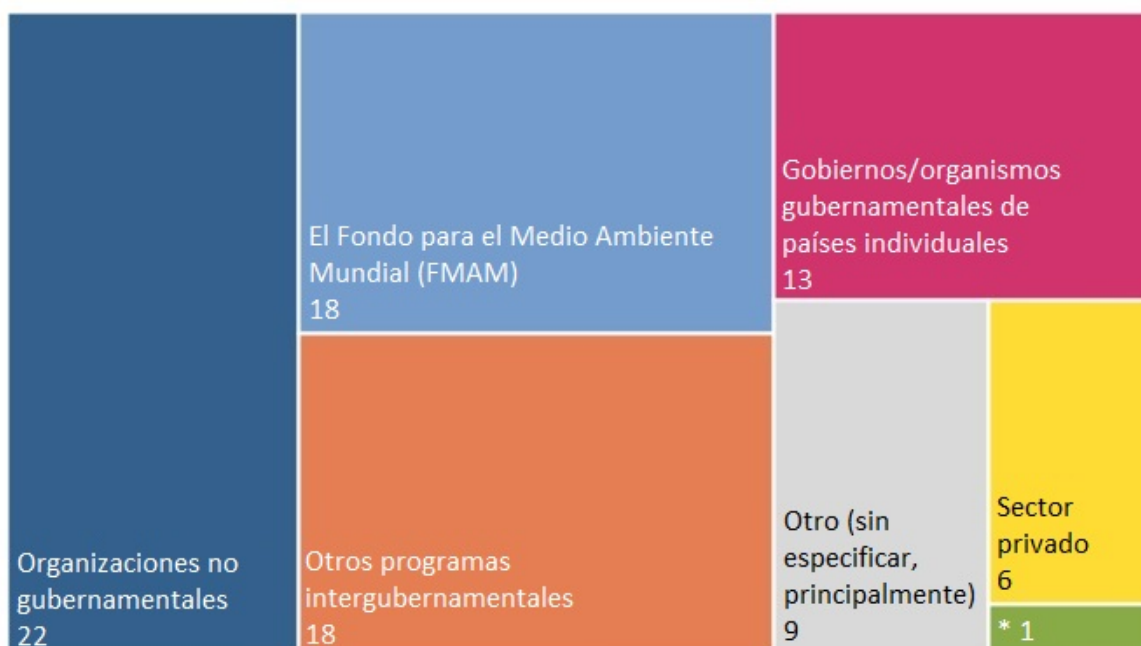 Organizaciones no
gubernamentales
22
El Fondo para el Medio Ambiente
Mundial (FMAM)
18
Otros programas
intergubernamentales
18
Gobiernos/organismos
gubernamentales de
países individuales
13
Otro (sin
especificar,
principalmente)
9
Sector
privado
6
* 1